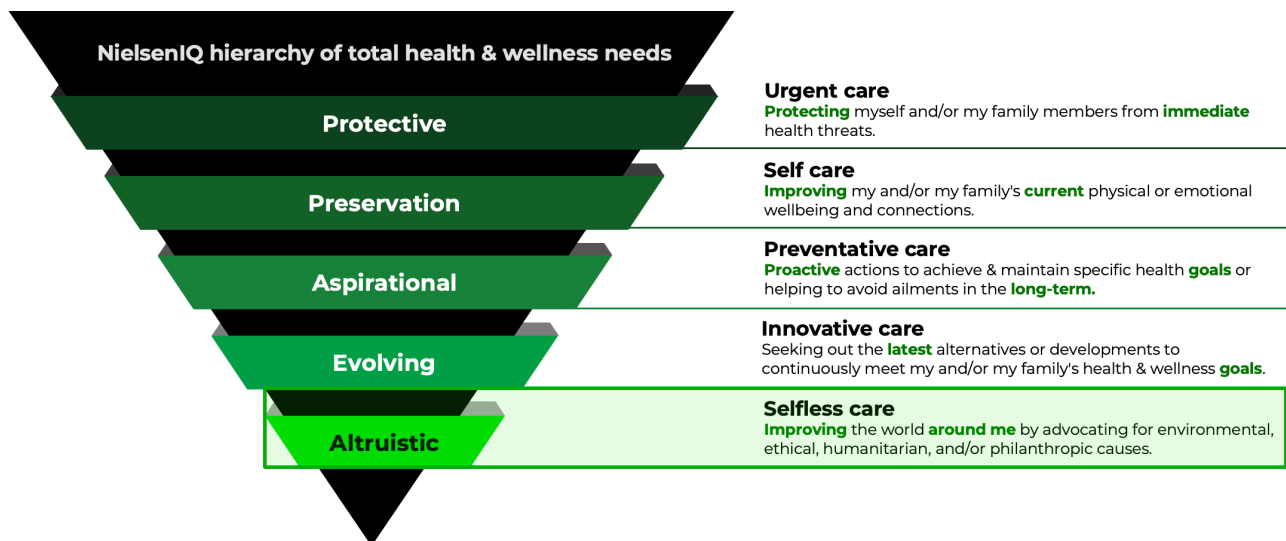 NielsenIQ hierarchy of total health & wellness needs
Protective
Urgent care
Protecting myself and/or my family members from immediate
health threats.
Preservation
Self care
Improving my and/or my family's current physical or emotional
wellbeing and connections.
Aspirational
Preventative care
Proactive actions to achieve & maintain specific health goals or
helping to avoid ailments in the long-term.
Evolving
Innovative care
Seeking out the latest alternatives or developments to
continuously meet my and/or my family's health & wellness goals.
Altruistic
Selfless care
Improving the world around me by advocating for environmental,
ethical, humanitarian, and/or philanthropic causes.